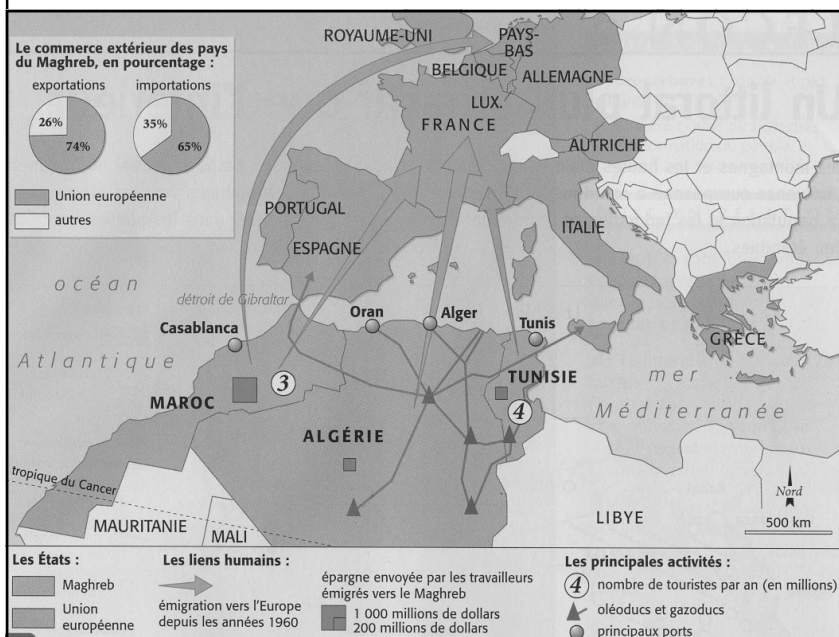 Le commerce extérieur des pays
du Maghreb, en pourcentage :
exportations
importations
26%
74%
35%
65%
Union européenne
autres
ROYAUME-UNI
PAYS-
BAS
BELGIQUE
ALLEMAGNE
LUX.
FRANCE
AUTRICHE
PORTUGAL
ESPAGNE
ITALIE
GRÈCE
océan
Atlantique
détroit de Gibraltar
Casablanca
Oran
Alger
Tunis
MAROC
3
ALGÉRIE
TUNISIE
4
mer
Méditerranée
tropique du Cancer
MAURITANIE
MALI
LIBYE
Nord
500 km
Les États :
Maghreb
Union
européenne
Les liens humains :
émigration vers l'Europe
depuis les années 1960
épargne envoyée par les travailleurs
émigrés vers le Maghreb
1 000 millions de dollars
200 millions de dollars
Les principales activités :
4 nombre de touristes par an (en millions)
oléoducs et gazoducs
principaux ports